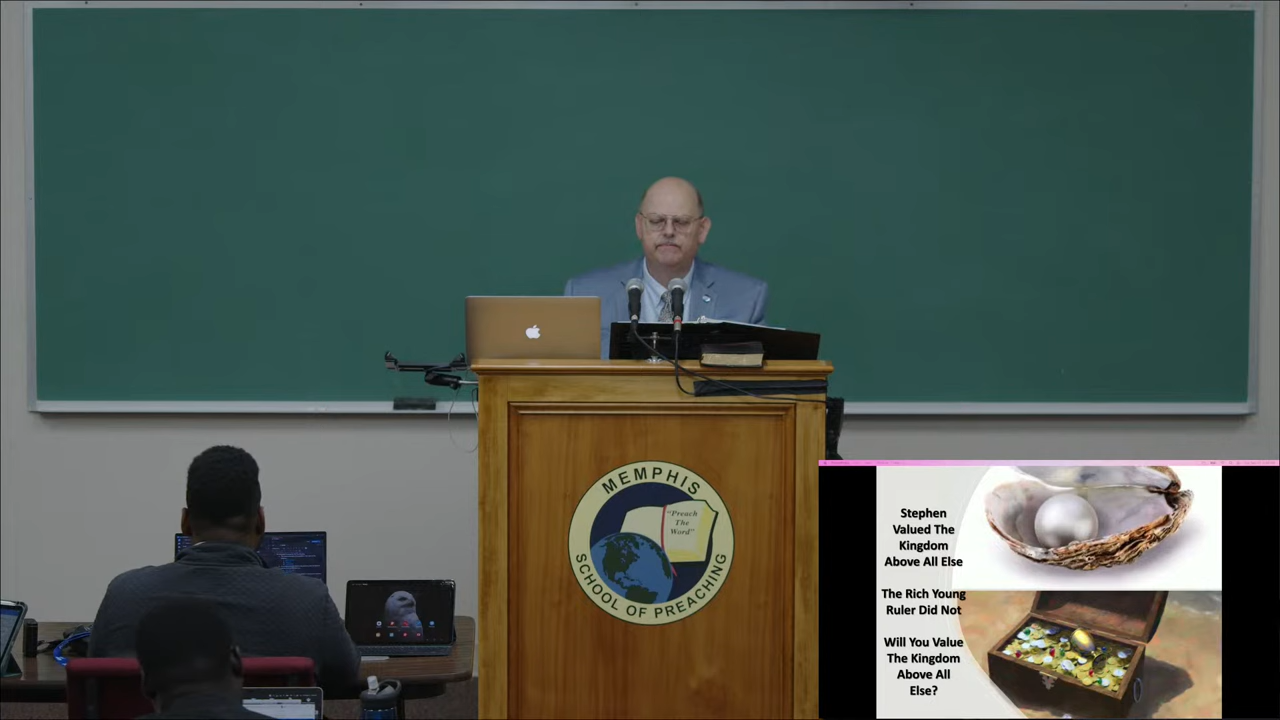 MEMPHIS
"Preach
The
Word"
SCHOOL OF PREACHING
Stephen
Valued The
Kingdom
Above All Else
The Rich Young
Ruler Did Not
Will You Value
The Kingdom
Above All
Else?